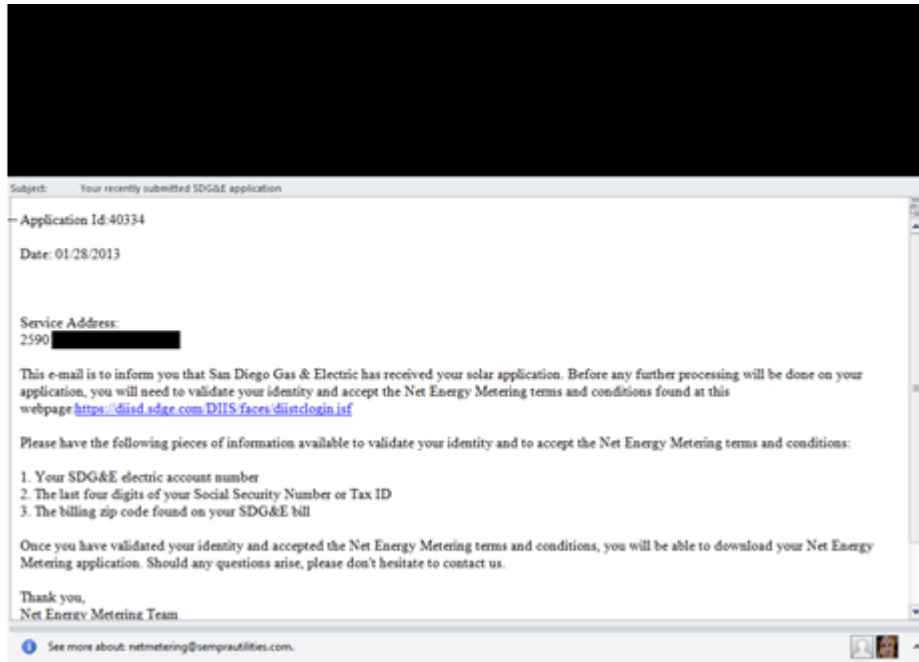 Subject: Your recently submitted SDG&E application
Application Id:40334
Date: 01/28/2013
Service Address:
2590
This e-mail is to inform you that San Diego Gas & Electric has received your solar application. Before any further processing will be done on your
application, you will need to validate your identity and accept the Net Energy Metering terms and conditions found at this
webpage:https://diisd.sdge.com/DIIS/faces/diistclogin.jsf
Please have the following pieces of information available to validate your identity and to accept the Net Energy Metering terms and conditions:
1. Your SDG&E electric account number
2. The last four digits of your Social Security Number or Tax ID
3. The billing zip code found on your SDG&E bill
Once you have validated your identity and accepted the Net Energy Metering terms and conditions, you will be able to download your Net Energy
Metering application. Should any questions arise, please don't hesitate to contact us.
Thank you,
Net Energy Metering Team
See more about: netmetering@semprautilities.com.